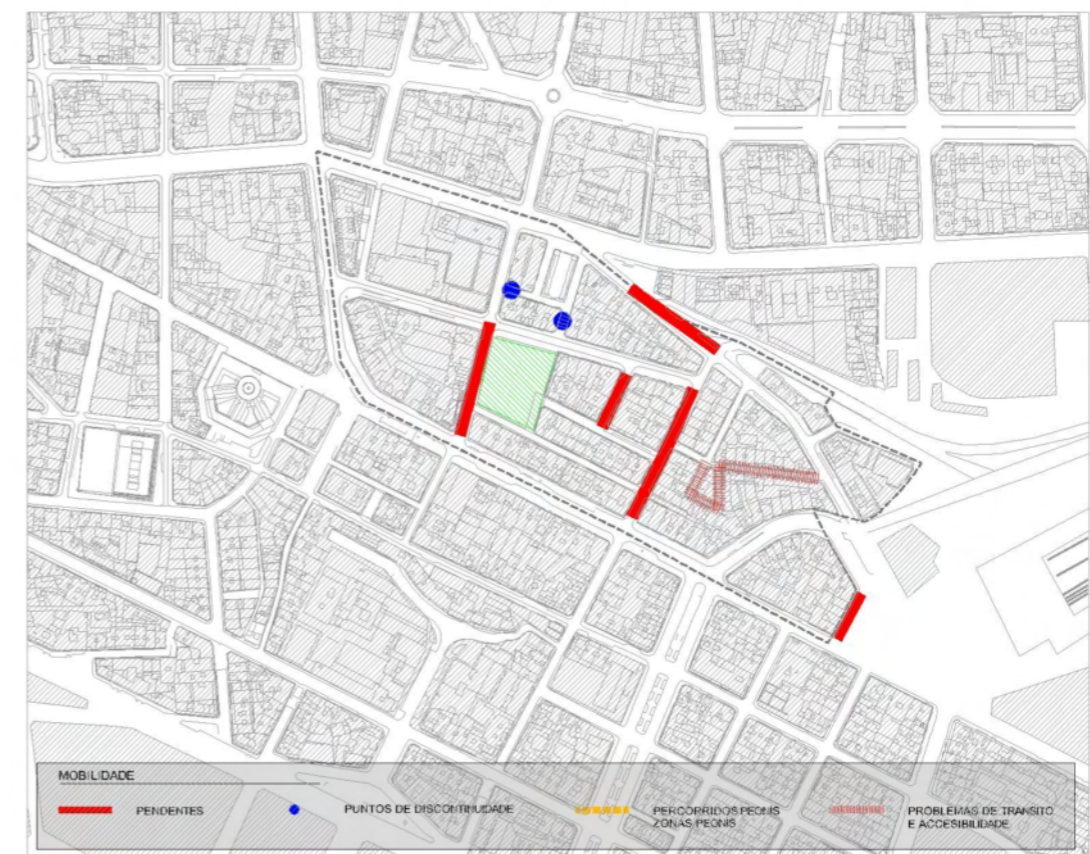 MOBILIDADE
PENDENTES
PUNTOS DE DISCONTINUIDADE
PERCORRIDOS PEONIS
ZONAS PEONIS
PROBLEMAS DE TRANSITO
E ACCESIBILIDADE